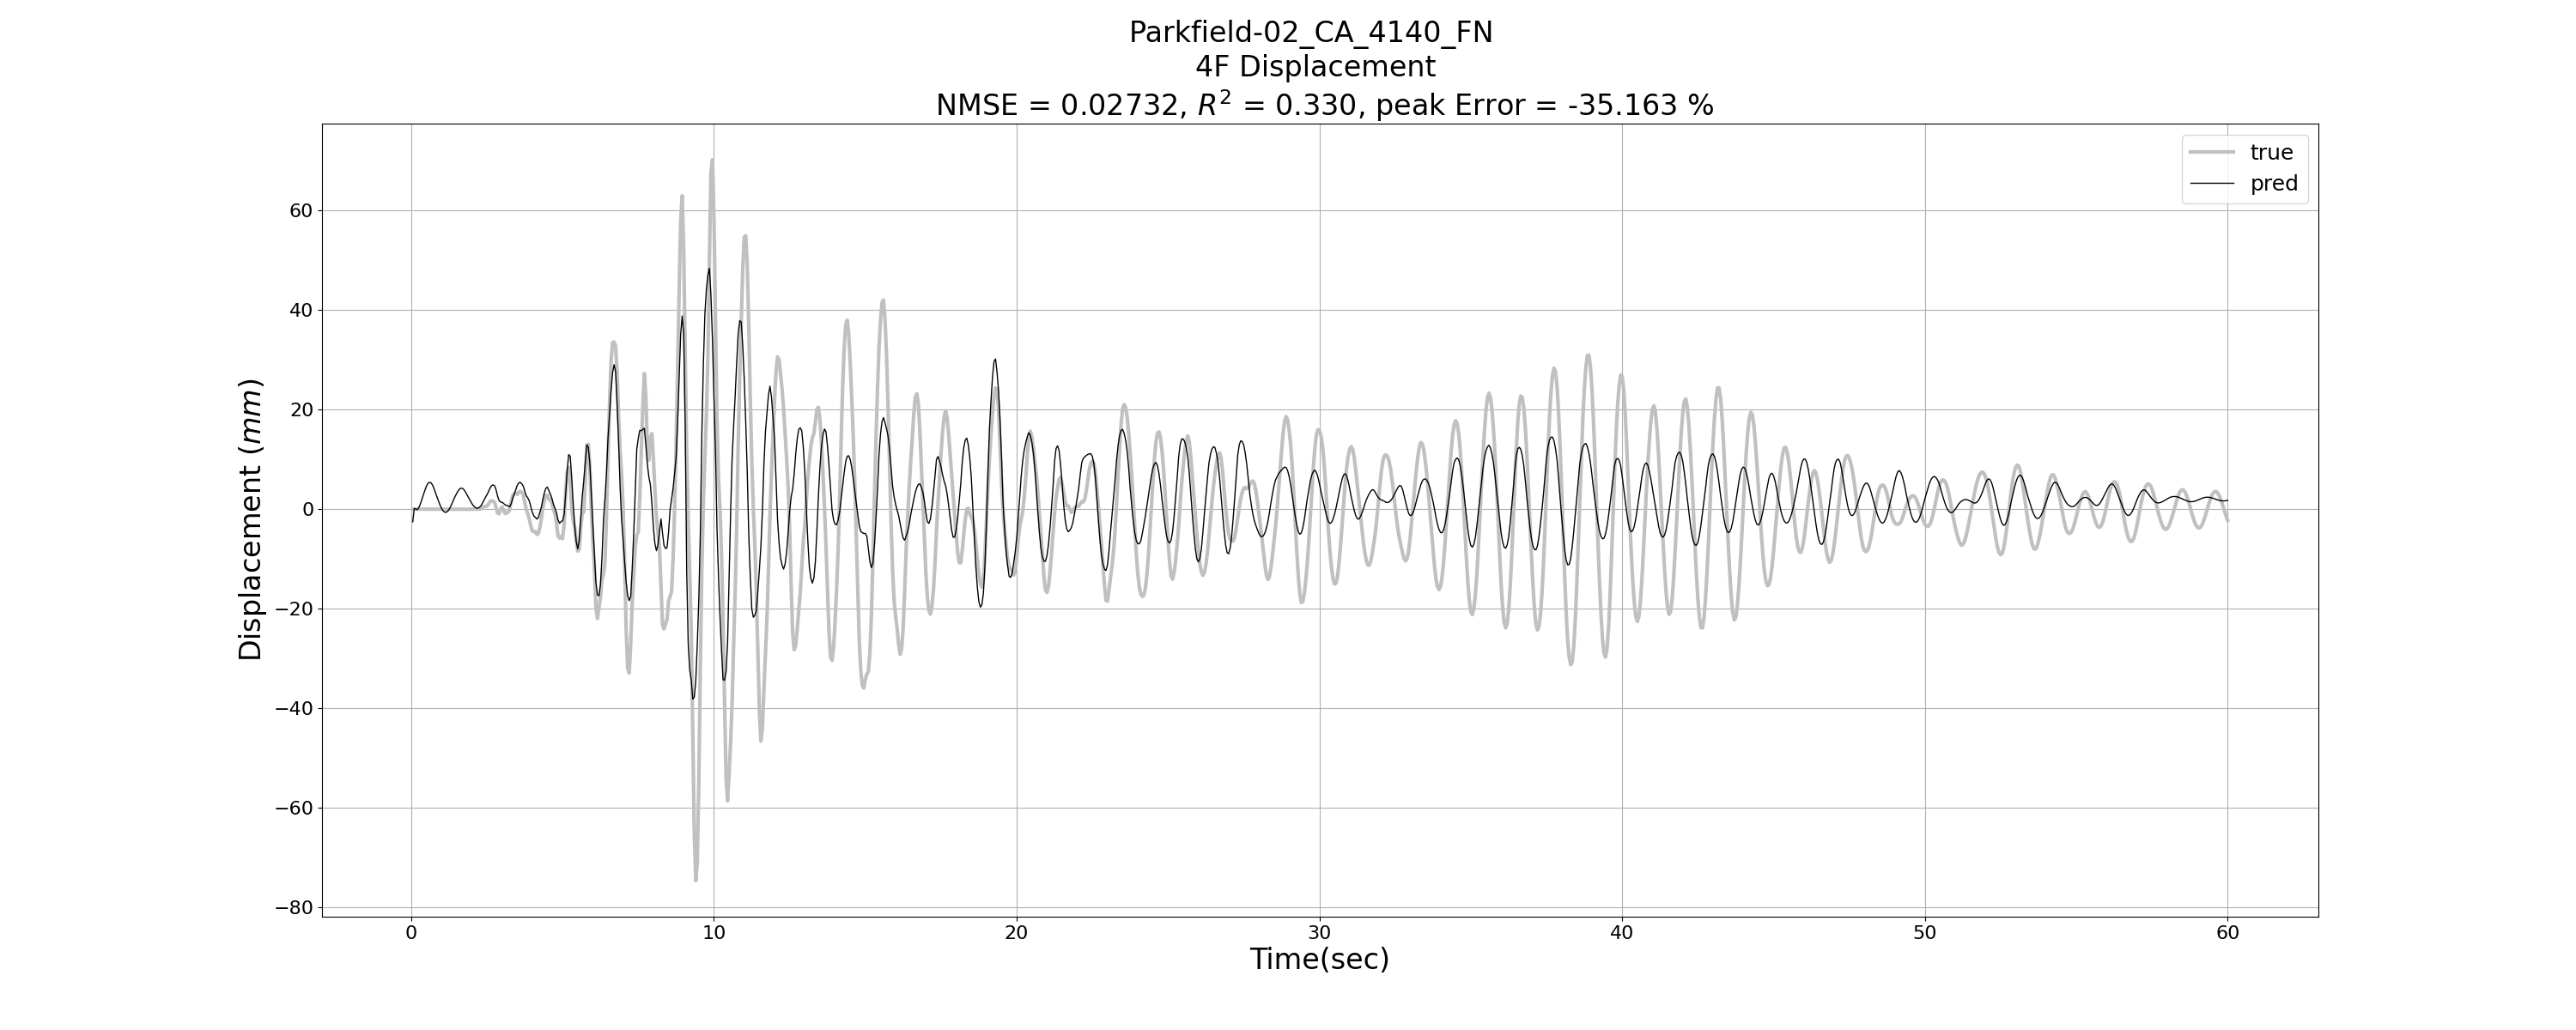 Parkfield-02_CA_4140_FN
4F Displacement
NMSE = 0.02732, R² = 0.330, peak Error = -35.163 %
true
pred
60
40
20
0
−20
−40
−60
−80
Displacement (mm)
0 10 20 30 40 50 60
Time(sec)